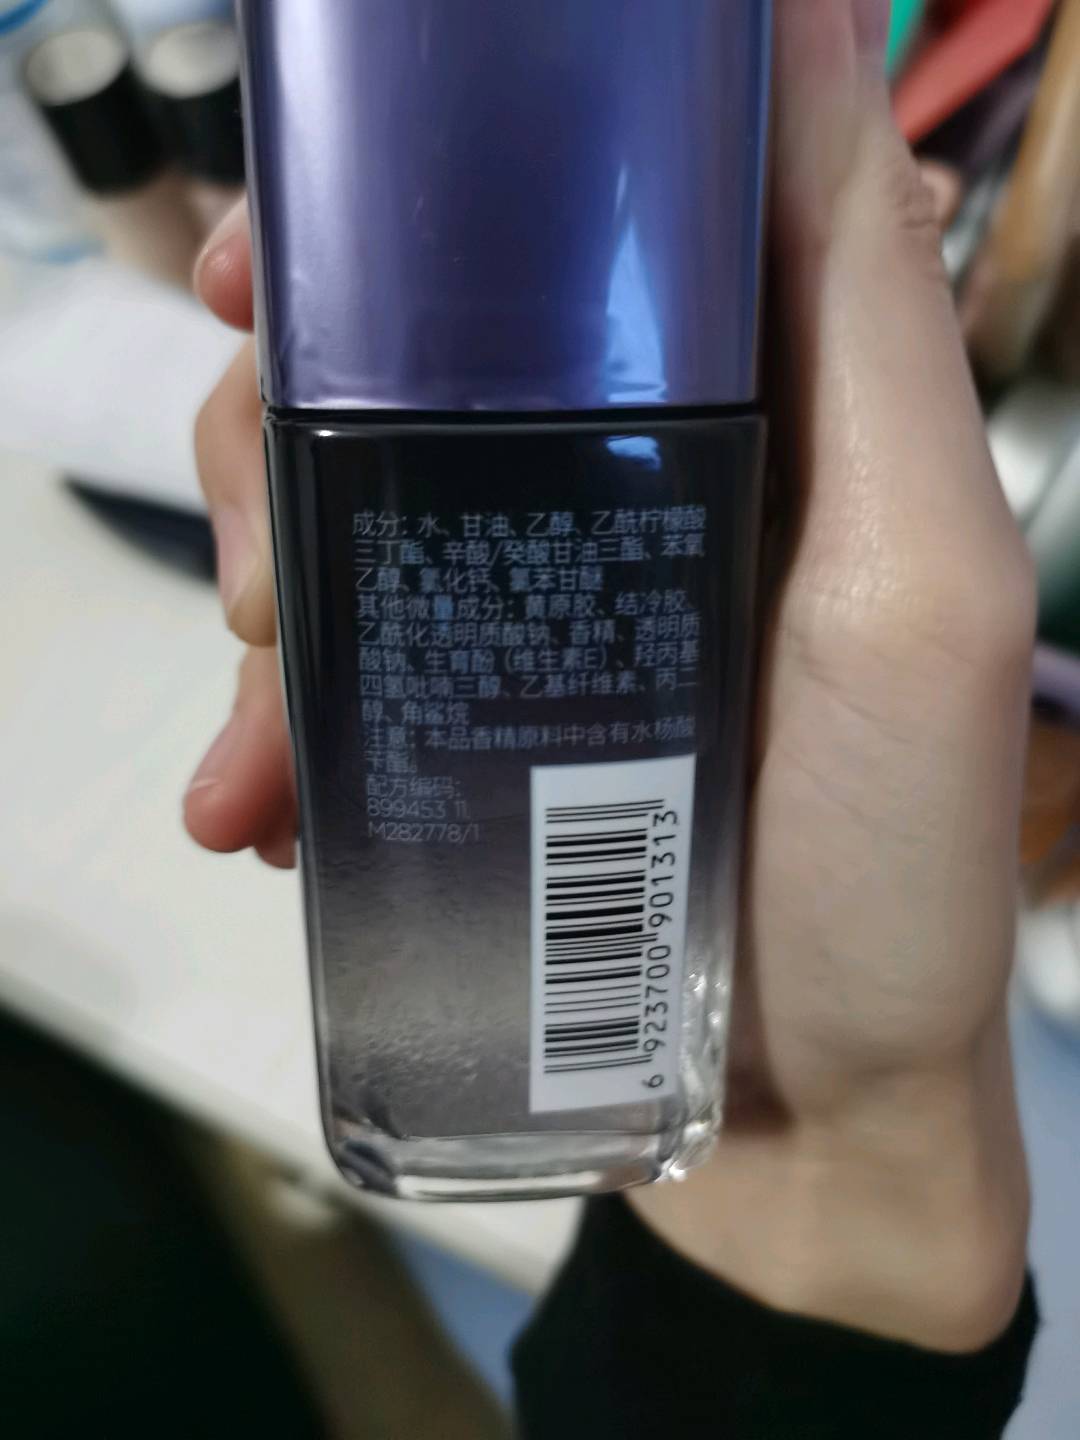 成分：水、甘油、乙醇、乙酰柠檬酸
三丁酯、辛酸/癸酸甘油三酯、苯氧
乙醇、氯化钙、氯苯甘醚
其他微量成分：黄原胶、结冷胶、
乙酰化透明质酸钠、香精、透明质
酸钠、生育酚（维生素E）、羟丙基
四氢吡喃三醇、乙基纤维素、丙二
醇、角鲨烷
注意：本品香精原料中含有水杨酸
苄酯。
配方编码：
899453 11
M282778/1
6 923700 901313